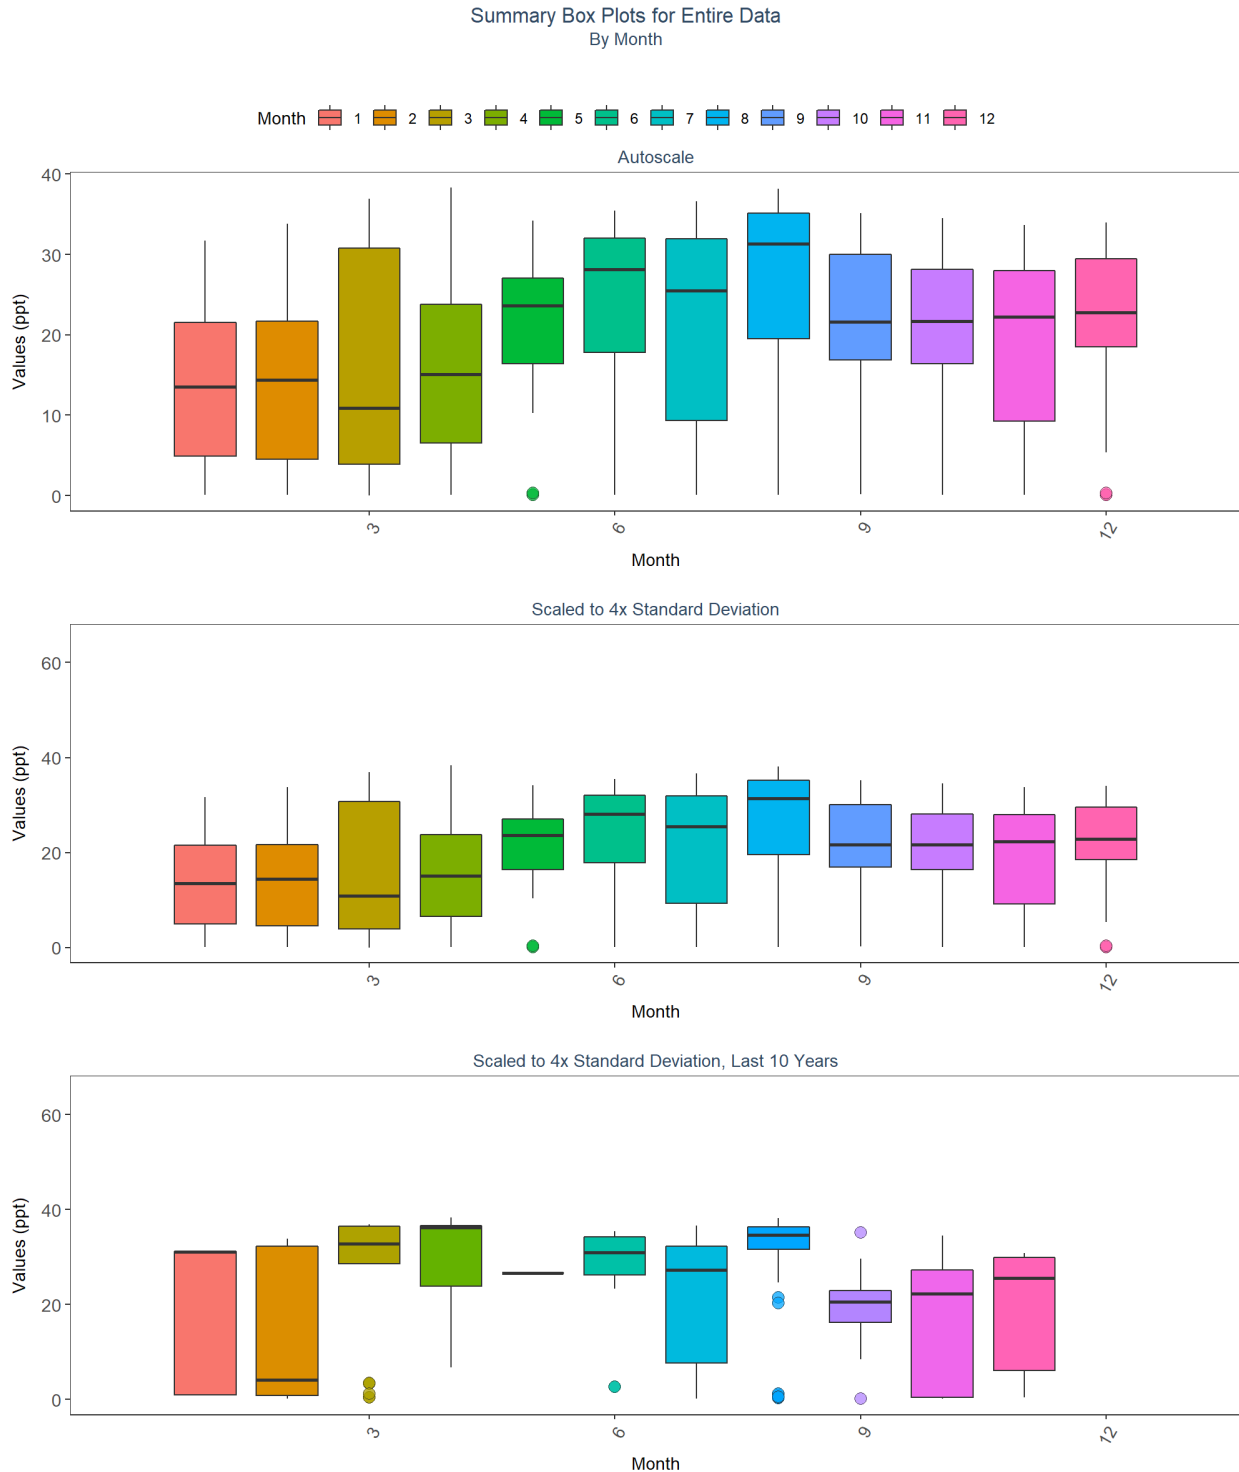 Summary Box Plots for Entire Data
By Month
Month 1 2 3 4 5 6 7 8 9 10 11 12
Autoscale
40
30
20
10
0
Values (ppt)
3 6 9 12
Month
Scaled to 4x Standard Deviation
60
40
20
0
Values (ppt)
3 6 9 12
Month
Scaled to 4x Standard Deviation, Last 10 Years
60
40
20
0
Values (ppt)
3 6 9 12
Month